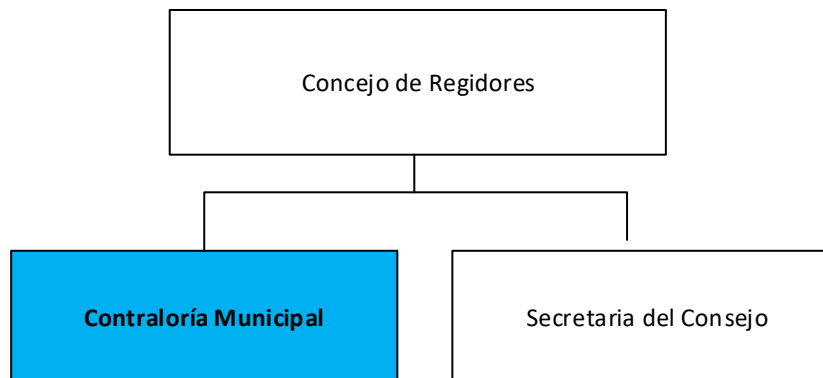 Concejo de Regidores
Contraloría Municipal
Secretaria del Consejo